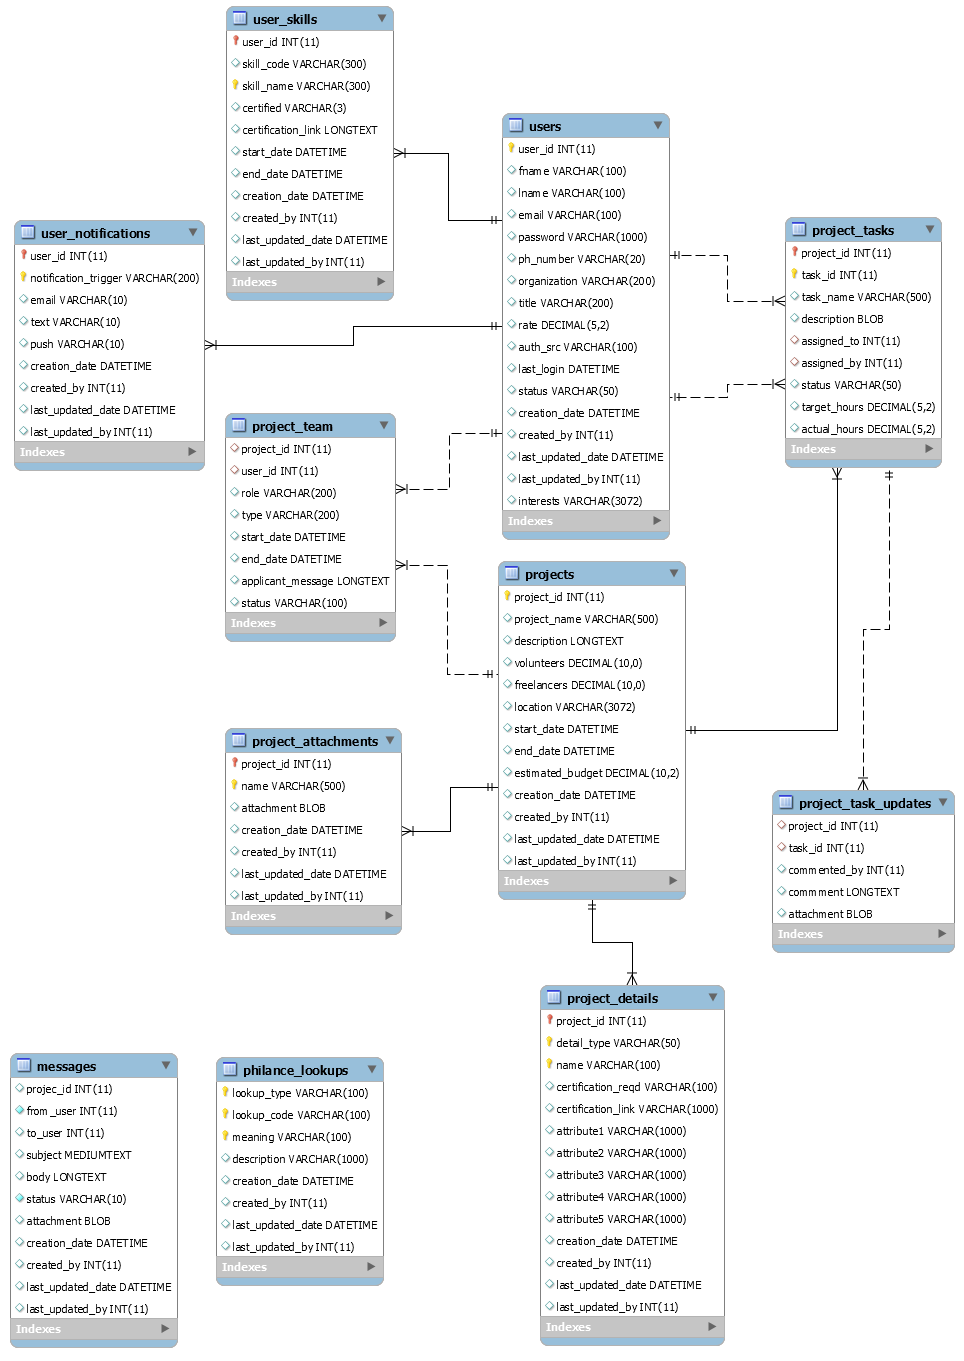 user_skills
user_id INT(11)
skill_code VARCHAR(300)
skill_name VARCHAR(300)
certified VARCHAR(3)
certification_link LONGTEXT
start_date DATETIME
end_date DATETIME
creation_date DATETIME
created_by INT(11)
last_updated_date DATETIME
last_updated_by INT(11)
Indexes
users
user_id INT(11)
fname VARCHAR(100)
lname VARCHAR(100)
email VARCHAR(100)
password VARCHAR(1000)
ph_number VARCHAR(20)
organization VARCHAR(200)
title VARCHAR(200)
rate DECIMAL(5,2)
auth_src VARCHAR(100)
last_login DATETIME
status VARCHAR(50)
creation_date DATETIME
created_by INT(11)
last_updated_date DATETIME
last_updated_by INT(11)
interests VARCHAR(3072)
Indexes
user_notifications
user_id INT(11)
notification_trigger VARCHAR(200)
email VARCHAR(10)
text VARCHAR(10)
push VARCHAR(10)
creation_date DATETIME
created_by INT(11)
last_updated_date DATETIME
last_updated_by INT(11)
Indexes
project_tasks
project_id INT(11)
task_id INT(11)
task_name VARCHAR(500)
description BLOB
assigned_to INT(11)
assigned_by INT(11)
status VARCHAR(50)
target_hours DECIMAL(5,2)
actual_hours DECIMAL(5,2)
Indexes
project_team
project_id INT(11)
user_id INT(11)
role VARCHAR(200)
type VARCHAR(200)
start_date DATETIME
end_date DATETIME
applicant_message LONGTEXT
status VARCHAR(100)
Indexes
projects
project_id INT(11)
project_name VARCHAR(500)
description LONGTEXT
volunteers DECIMAL(10,0)
freelancers DECIMAL(10,0)
location VARCHAR(3072)
start_date DATETIME
end_date DATETIME
estimated_budget DECIMAL(10,2)
creation_date DATETIME
created_by INT(11)
last_updated_date DATETIME
last_updated_by INT(11)
Indexes
project_attachments
project_id INT(11)
name VARCHAR(500)
attachment BLOB
creation_date DATETIME
created_by INT(11)
last_updated_date DATETIME
last_updated_by INT(11)
Indexes
project_task_updates
project_id INT(11)
task_id INT(11)
commented_by INT(11)
commment LONGTEXT
attachment BLOB
Indexes
project_details
project_id INT(11)
detail_type VARCHAR(50)
name VARCHAR(100)
certification_reqd VARCHAR(100)
certification_link VARCHAR(1000)
attribute1 VARCHAR(1000)
attribute2 VARCHAR(1000)
attribute3 VARCHAR(1000)
attribute4 VARCHAR(1000)
attribute5 VARCHAR(1000)
creation_date DATETIME
created_by INT(11)
last_updated_date DATETIME
last_updated_by INT(11)
Indexes
messages
projec_id INT(11)
from_user INT(11)
to_user INT(11)
subject MEDIUMTEXT
body LONGTEXT
status VARCHAR(10)
attachment BLOB
creation_date DATETIME
created_by INT(11)
last_updated_date DATETIME
last_updated_by INT(11)
Indexes
philance_lookups
lookup_type VARCHAR(100)
lookup_code VARCHAR(100)
meaning VARCHAR(100)
description VARCHAR(1000)
creation_date DATETIME
created_by INT(11)
last_updated_date DATETIME
last_updated_by INT(11)
Indexes